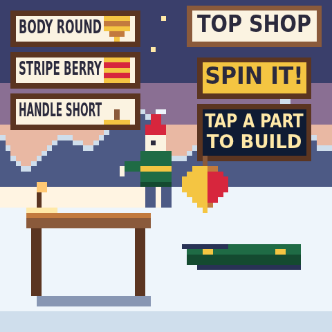 BODY ROUND
STRIPE BERRY
HANDLE SHORT
TOP SHOP
SPIN IT!
TAP A PART
TO BUILD